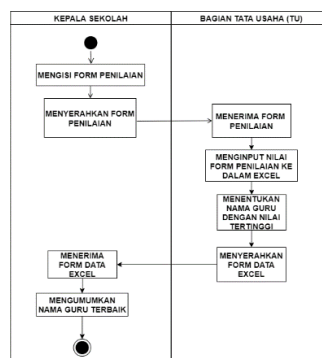 KEPALA SEKOLAH
BAGIAN TATA USAHA (TU)
MENGISI FORM PENILAIAN
MENYERAHKAN FORM
PENILAIAN
MENERIMA FORM
PENILAIAN
MENGINPUT NILAI
FORM PENILAIAN KE
DALAM EXCEL
MENENTUKAN
NAMA GURU
DENGAN NILAI
TERTINGGI
MENYERAHKAN
FORM DATA
EXCEL
MENERIMA
FORM DATA
EXCEL
MENGUMUMKAN
NAMA GURU TERBAIK